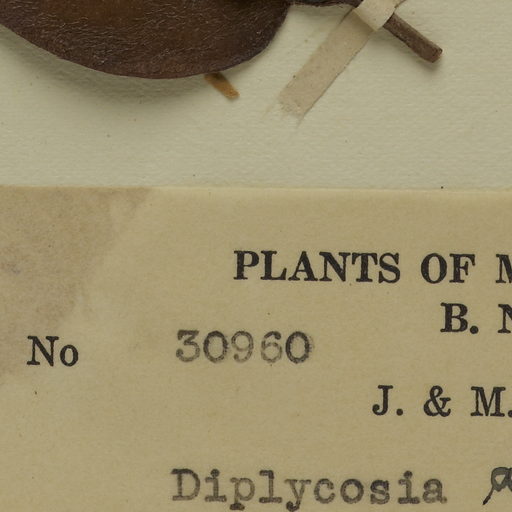 PLANTS OF
B.
No 30960
J. & M.
Diplycosia